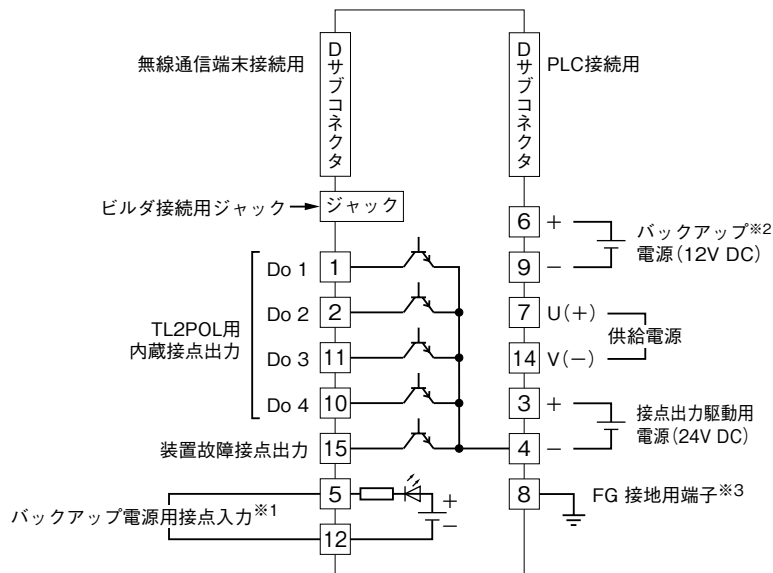 無線通信端末接続用
Dサブコネクタ
Dサブコネクタ
PLC接続用
ビルダ接続用ジャック
ジャック
6 +
バックアップ※2
電源(12V DC)
9 −
TL2POL用
内蔵接点出力
Do 1 1
Do 2 2
Do 3 11
Do 4 10
7 U(+)
供給電源
14 V(−)
3 +
接点出力駆動用
電源(24V DC)
4 −
装置故障接点出力 15
5
+
−
バックアップ電源用接点入力※1
12
8
FG 接地用端子※3